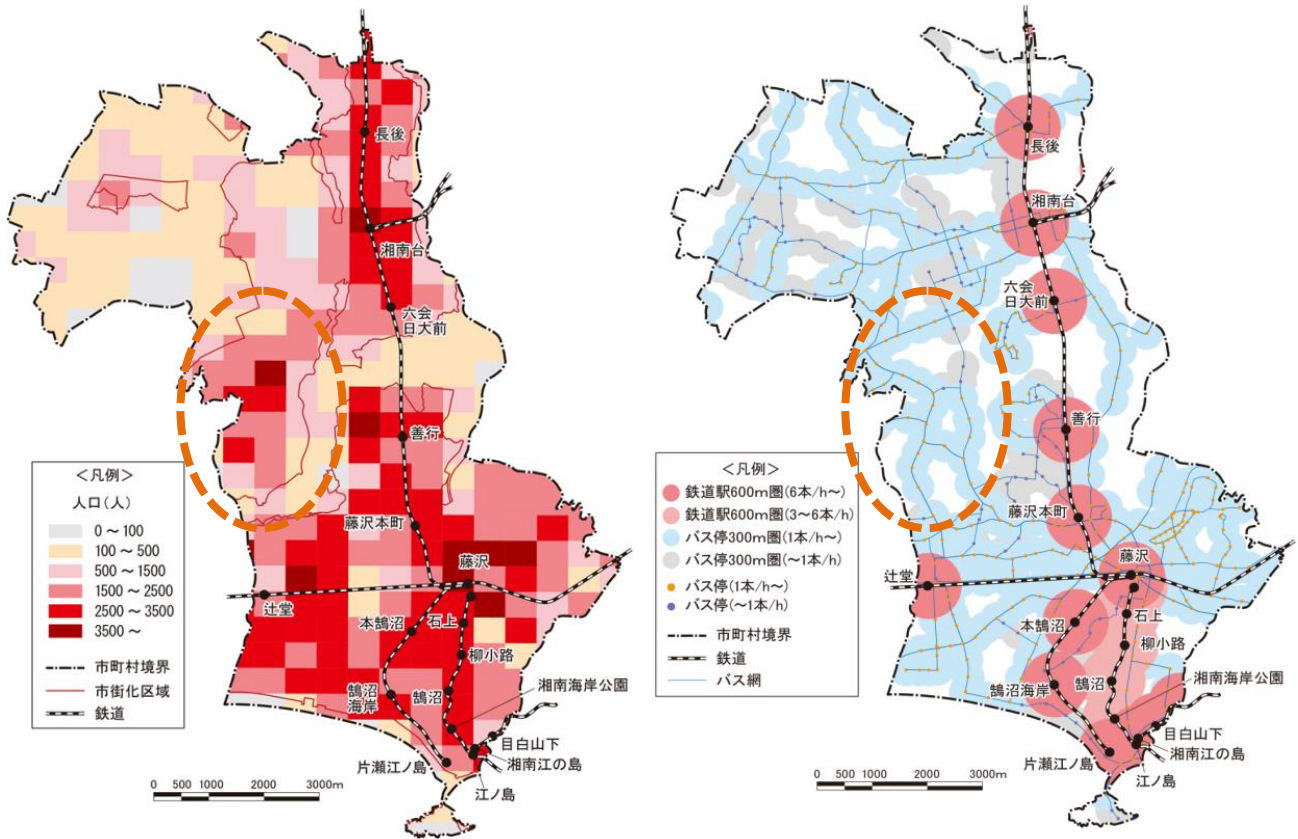 長後
湘南台
六会
日大前
善行
藤沢本町
藤沢
辻堂
本鵠沼
石上
柳小路
鵠沼
鵠沼
海岸
湘南海岸公園
目白山下
湘南江の島
片瀬江ノ島
江ノ島
<凡例>
人口(人)
0～100
100～500
500～1500
1500～2500
2500～3500
3500～
市町村境界
市街化区域
鉄道
0 500 1000 2000 3000m
長後
湘南台
六会
日大前
善行
藤沢本町
藤沢
辻堂
本鵠沼
石上
柳小路
鵠沼
鵠沼海岸
湘南海岸公園
目白山下
湘南江の島
片瀬江ノ島
江ノ島
<凡例>
鉄道駅600m圏(6本/h～)
鉄道駅600m圏(3～6本/h)
バス停300m圏(1本/h～)
バス停300m圏(～1本/h)
バス停(1本/h～)
バス停(～1本/h)
市町村境界
鉄道
バス網
0 500 1000 2000 3000m